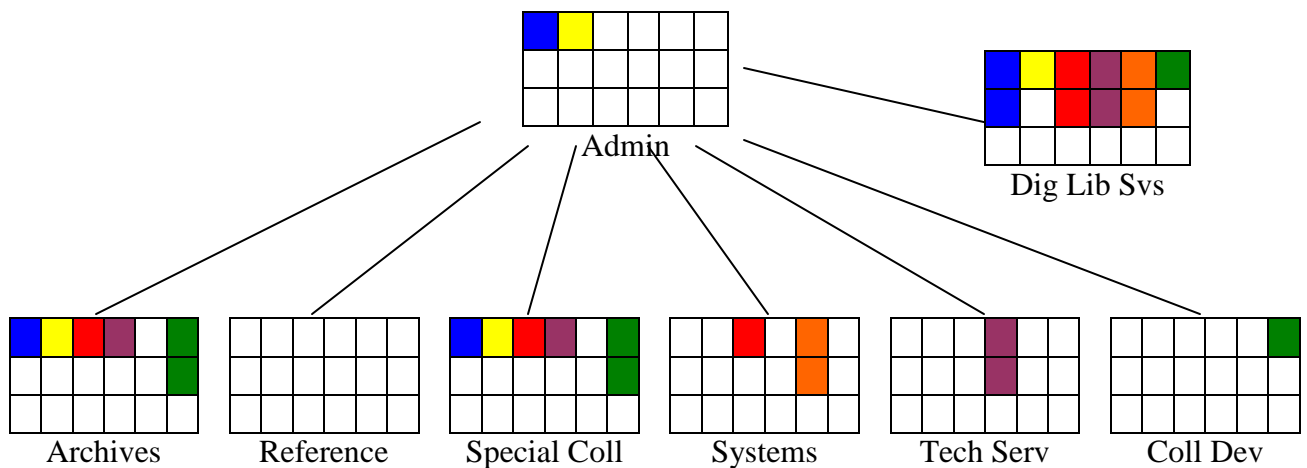 Admin
Dig Lib Svs
Archives
Reference
Special Coll
Systems
Tech Serv
Coll Dev